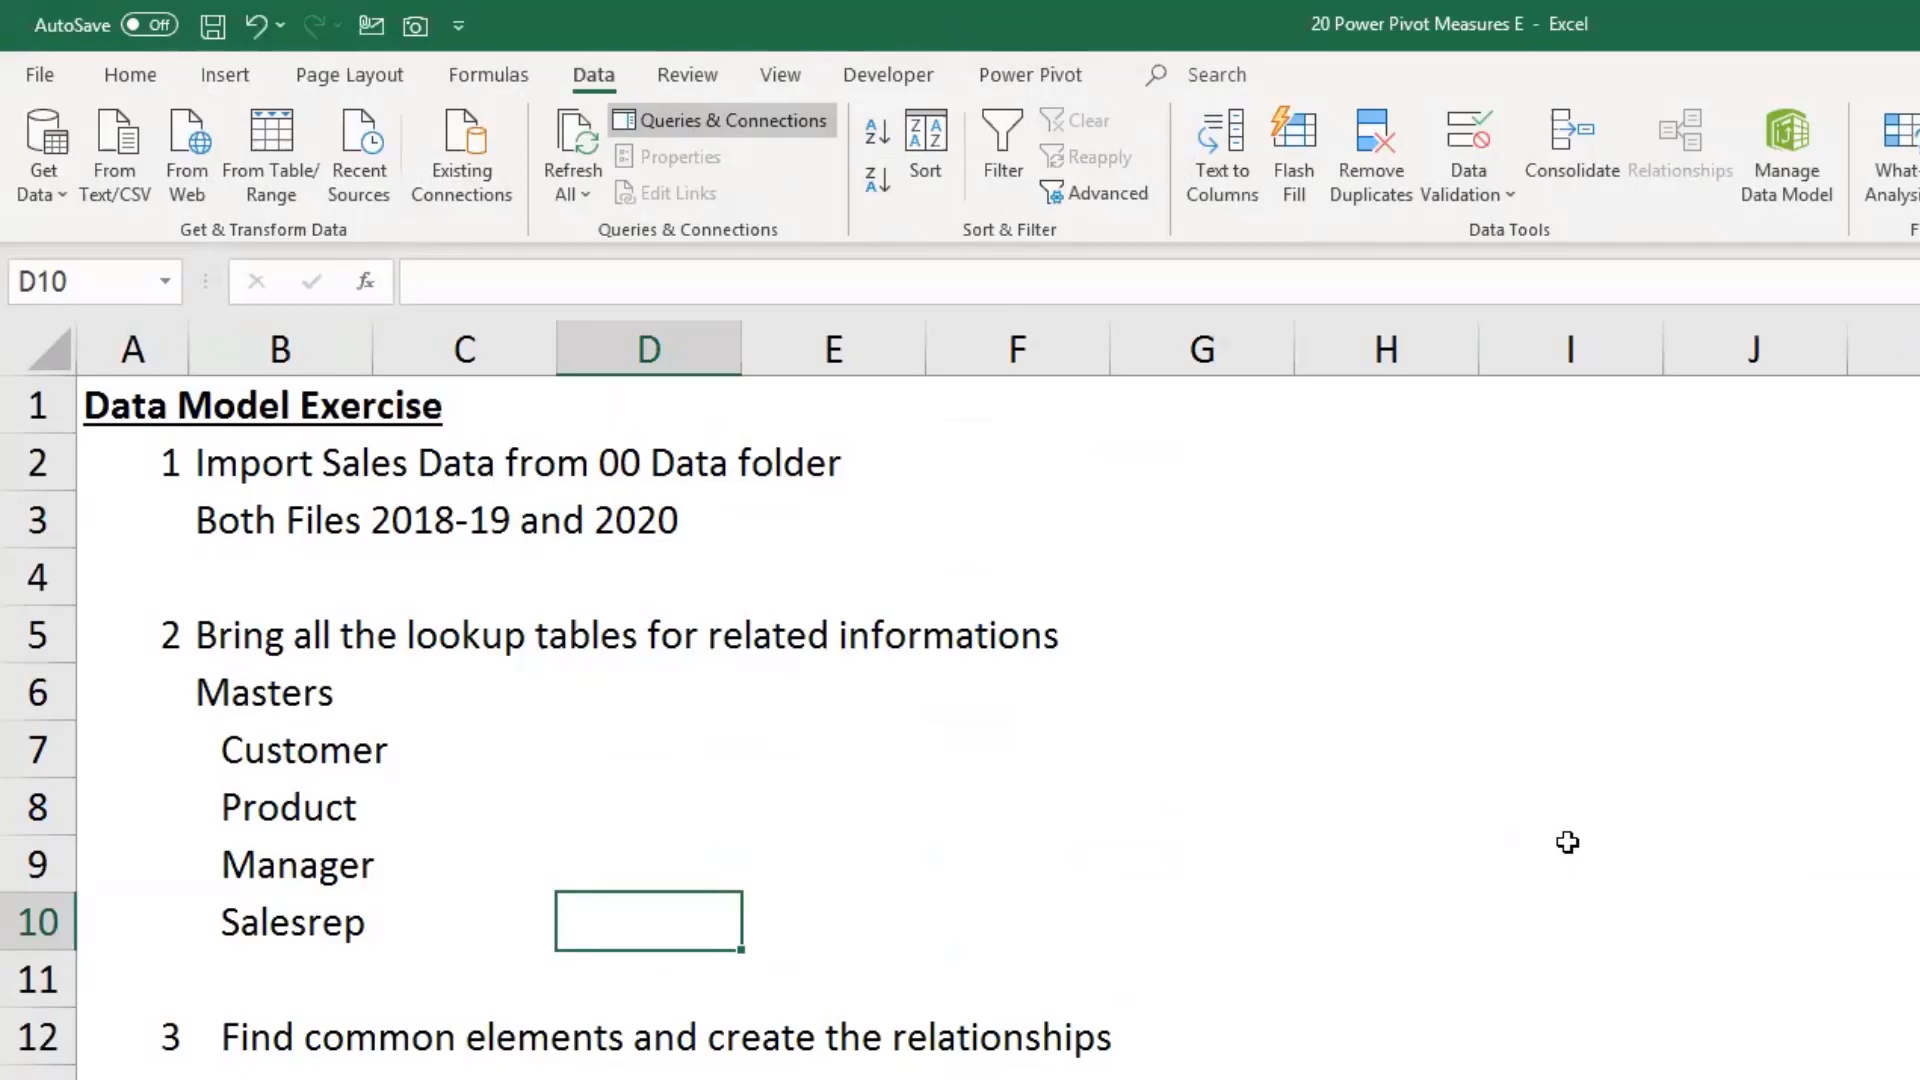 AutoSave Off
20 Power Pivot Measures E - Excel
File Home Insert Page Layout Formulas Data Review View Developer Power Pivot Search
Get Data
From Text/CSV
From Web
From Table/ Range
Recent Sources
Existing Connections
Get & Transform Data
Refresh All
Queries & Connections
Properties
Edit Links
Queries & Connections
Sort
Filter
Clear
Reapply
Advanced
Sort & Filter
Text to Columns
Flash Fill
Remove Duplicates
Data Validation
Consolidate
Relationships
Manage Data Model
Data Tools
What-
Analysi
F
D10
fx
A B C D E F G H I J
1 Data Model Exercise
2 1 Import Sales Data from 00 Data folder
3 Both Files 2018-19 and 2020
4
5 2 Bring all the lookup tables for related informations
6 Masters
7 Customer
8 Product
9 Manager
10 Salesrep
11
12 3 Find common elements and create the relationships